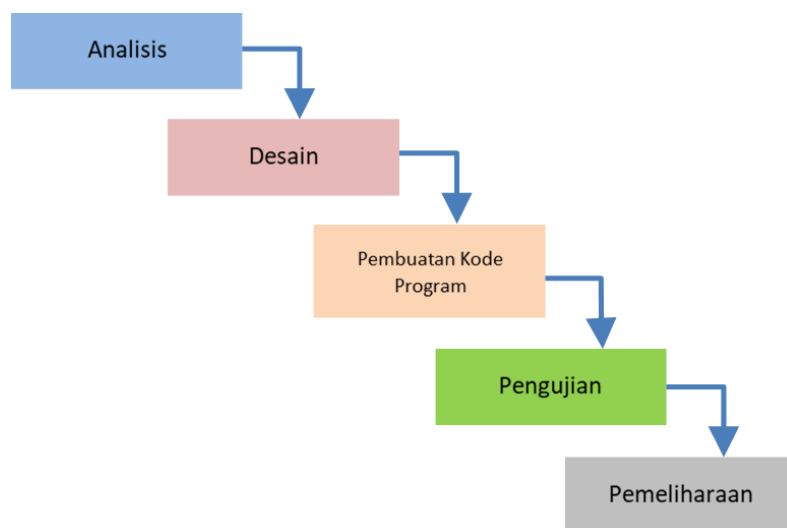 Analisis
Desain
Pembuatan Kode
Program
Pengujian
Pemeliharaan